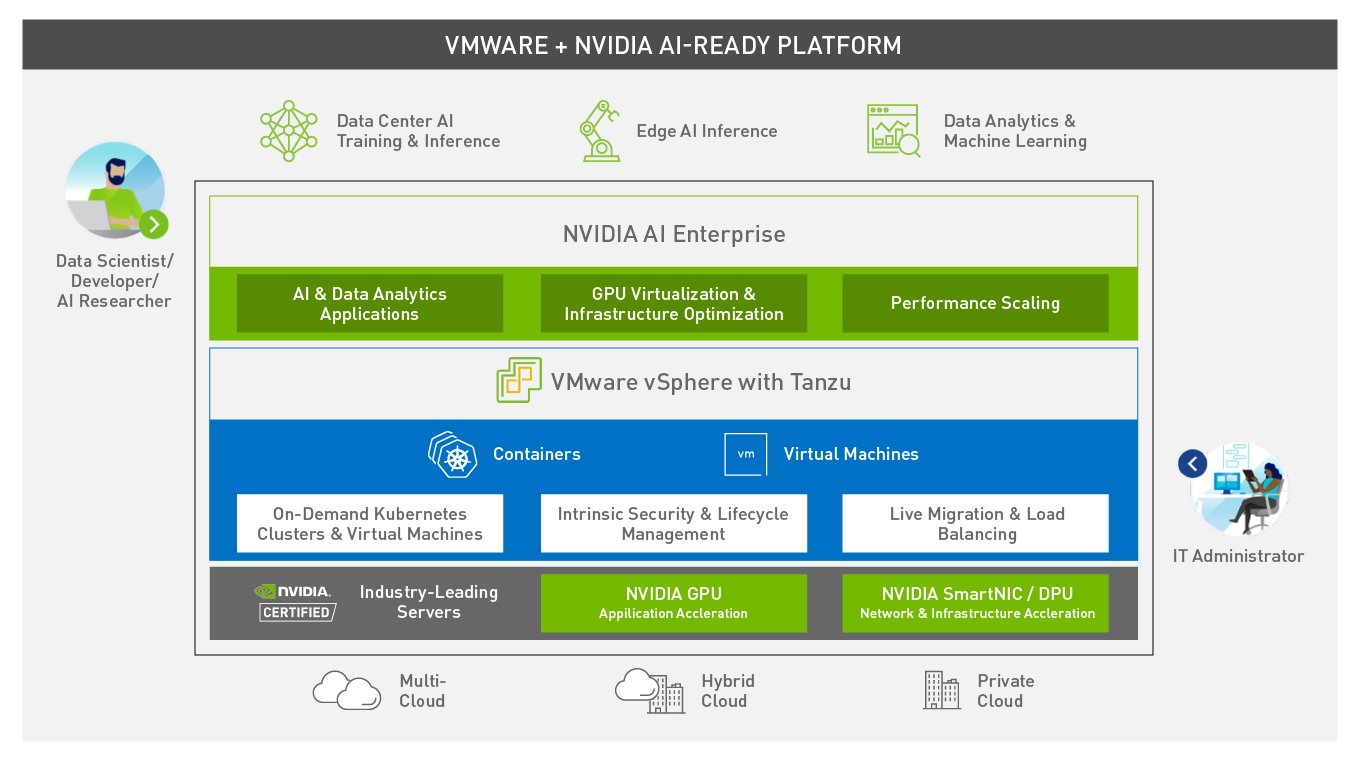 VMWARE + NVIDIA AI-READY PLATFORM
Data Center AI
Training & Inference
Edge AI Inference
Data Analytics &
Machine Learning
Data Scientist/
Developer/
AI Researcher
NVIDIA AI Enterprise
AI & Data Analytics
Applications
GPU Virtualization &
Infrastructure Optimization
Performance Scaling
VMware vSphere with Tanzu
Containers
vm
Virtual Machines
On-Demand Kubernetes
Clusters & Virtual Machines
Intrinsic Security & Lifecycle
Management
Live Migration & Load
Balancing
IT Administrator
NVIDIA.
CERTIFIED
Industry-Leading
Servers
NVIDIA GPU
Appilication Accleration
NVIDIA SmartNIC / DPU
Network & Infrastructure Accleration
Multi-
Cloud
Hybrid
Cloud
Private
Cloud